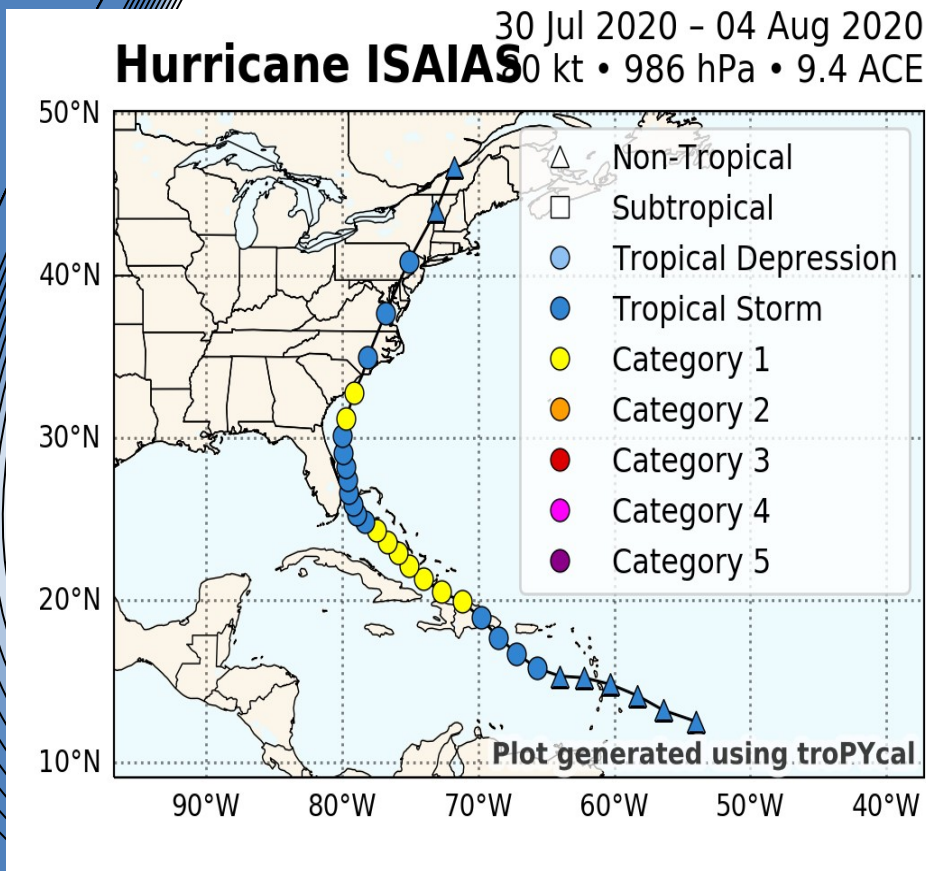 30 Jul 2020 – 04 Aug 2020
Hurricane ISAIAS
0 kt • 986 hPa • 9.4 ACE
50°N
40°N
30°N
20°N
10°N
Non-Tropical
Subtropical
Tropical Depression
Tropical Storm
Category 1
Category 2
Category 3
Category 4
Category 5
Plot generated using troPYcal
90°W
80°W
70°W
60°W
50°W
40°W